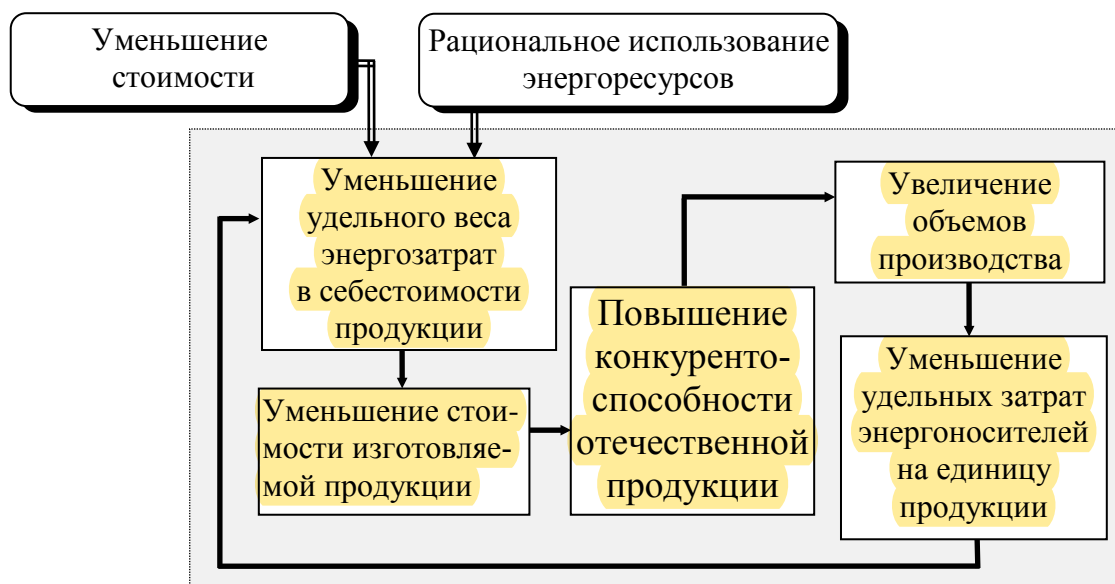 Уменьшение
стоимости
Рациональное использование
энергоресурсов
Уменьшение
удельного веса
энергозатрат
в себестоимости
продукции
Уменьшение стои-
мости изготовляе-
мой продукции
Повышение
конкуренто-
способности
отечественной
продукции
Увеличение
объемов
производства
Уменьшение
удельных затрат
энергоносителей
на единицу
продукции